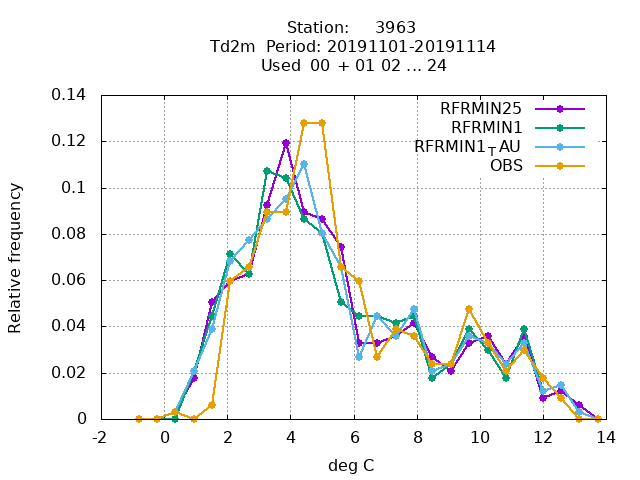 Station:     3963
Td2m  Period: 20191101-20191114
Used  00 + 01 02 ... 24
RFRMIN25
RFRMIN1
RFRMIN1TAU
OBS
0.14
0.12
0.1
0.08
0.06
0.04
0.02
0
-2 0 2 4 6 8 10 12 14
Relative frequency
deg C